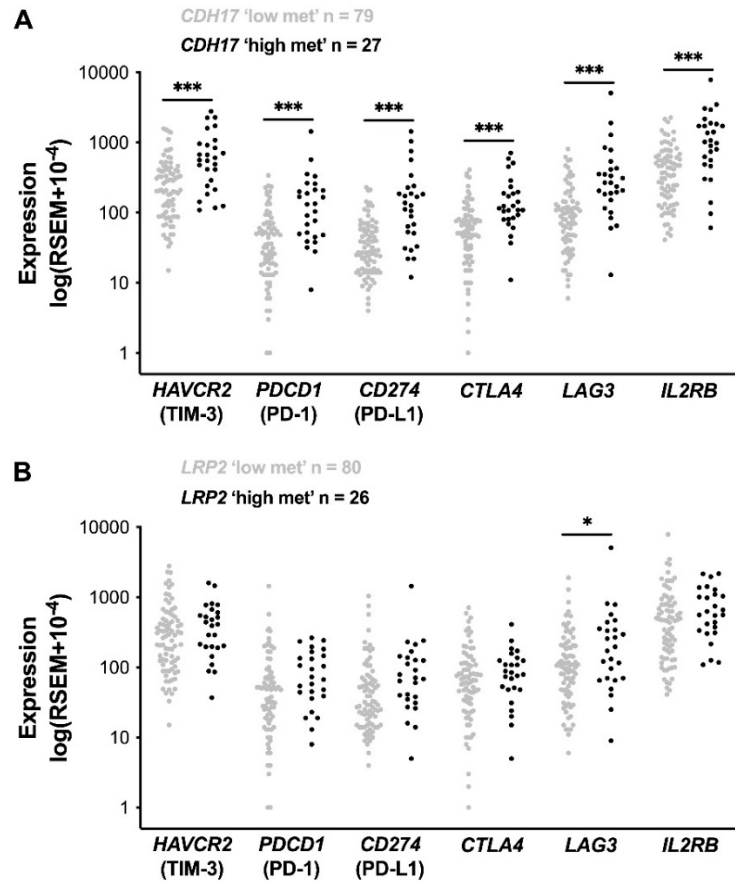 A
CDH17 ‘low met’ n = 79
CDH17 ‘high met’ n = 27
Expression
log(RSEM+10-4)
10000
1000
100
10
1
*** *** *** *** *** ***
HAVCR2 PDCD1 CD274 CTLA4 LAG3 IL2RB
(TIM-3) (PD-1) (PD-L1)
B
LRP2 ‘low met’ n = 80
LRP2 ‘high met’ n = 26
Expression
log(RSEM+10-4)
10000
1000
100
10
1
*
HAVCR2 PDCD1 CD274 CTLA4 LAG3 IL2RB
(TIM-3) (PD-1) (PD-L1)